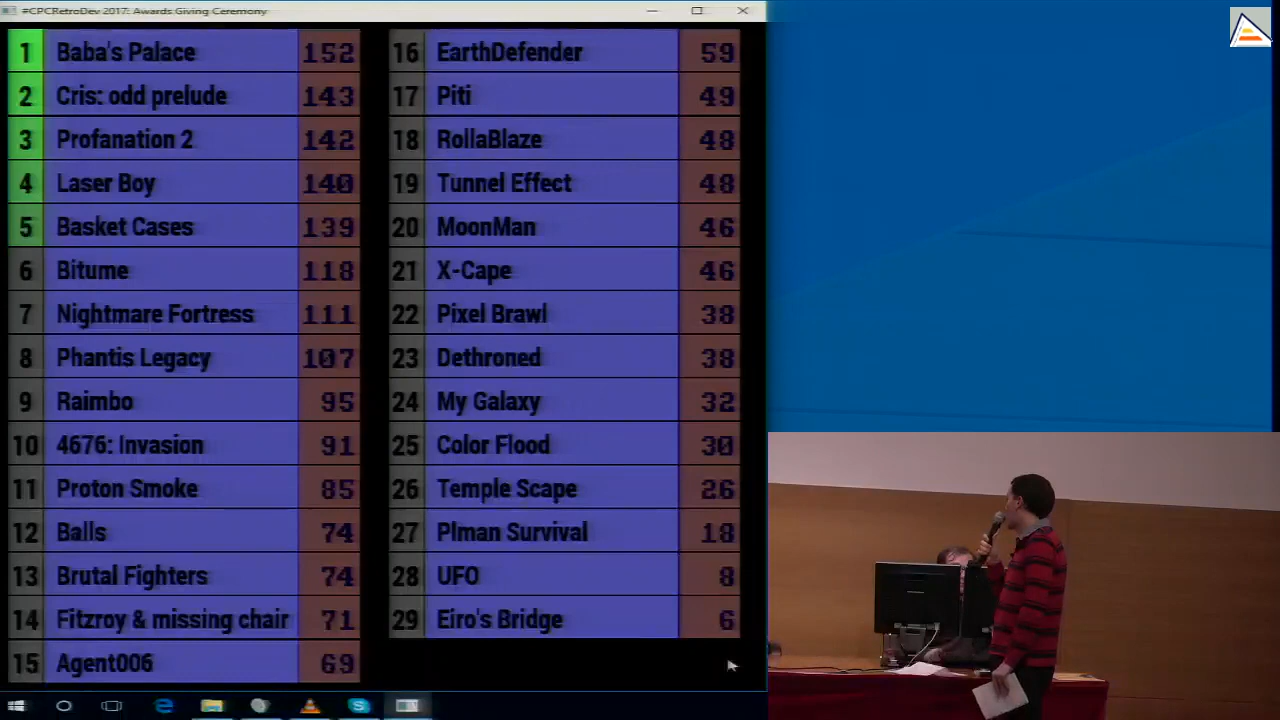 #CPCRetroDev 2017: Awards Giving Ceremony
1 Baba's Palace 152
2 Cris: odd prelude 143
3 Profanation 2 142
4 Laser Boy 140
5 Basket Cases 139
6 Bitume 118
7 Nightmare Fortress 111
8 Phantis Legacy 107
9 Raimbo 95
10 4676: Invasion 91
11 Proton Smoke 85
12 Balls 74
13 Brutal Fighters 74
14 Fitzroy & missing chair 71
15 Agent006 69
16 EarthDefender 59
17 Piti 49
18 RollaBlaze 48
19 Tunnel Effect 48
20 MoonMan 46
21 X-Cape 46
22 Pixel Brawl 38
23 Dethroned 38
24 My Galaxy 32
25 Color Flood 30
26 Temple Scape 26
27 Plman Survival 18
28 UFO 8
29 Eiro's Bridge 6